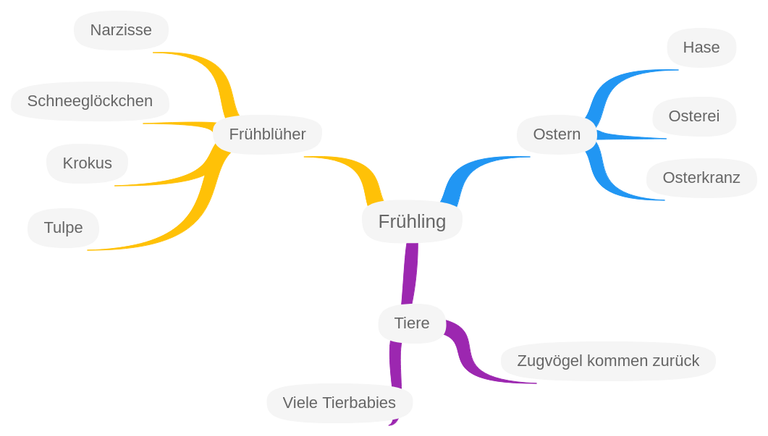 Narzisse
Schneeglöckchen
Krokus
Tulpe
Frühblüher
Frühling
Ostern
Hase
Osterei
Osterkranz
Tiere
Zugvögel kommen zurück
Viele Tierbabies